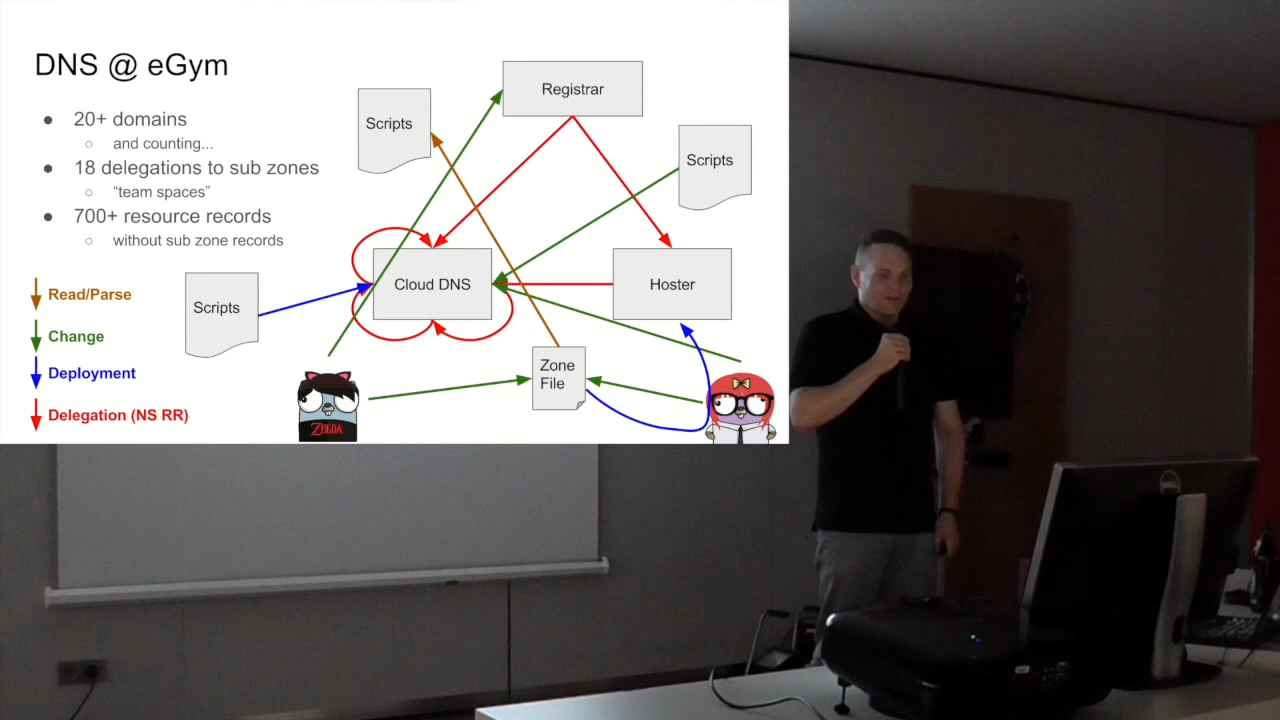 DNS @ eGym
● 20+ domains
○ and counting...
● 18 delegations to sub zones
○ “team spaces”
● 700+ resource records
○ without sub zone records
Read/Parse
Change
Deployment
Delegation (NS RR)
Scripts
Registrar
Scripts
Scripts
Cloud DNS
Hoster
Zone
File
ZELDA
DELL